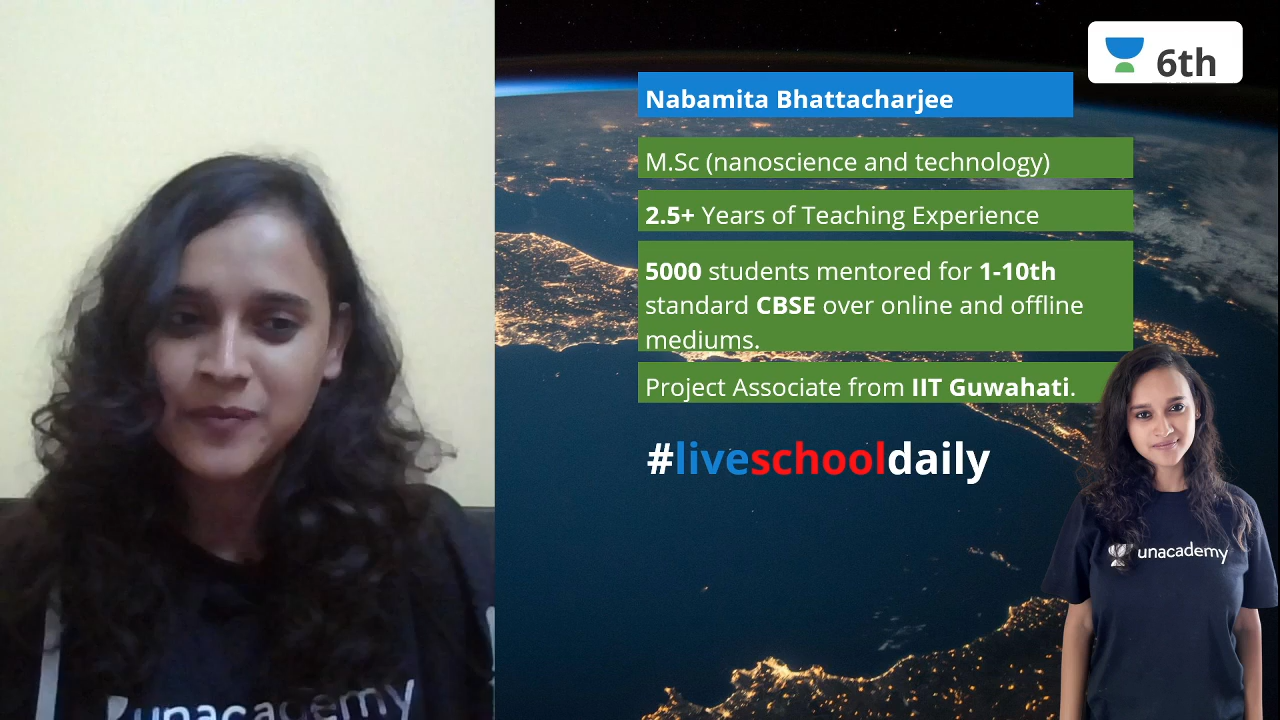 6th
Nabamita Bhattacharjee
M.Sc (nanoscience and technology)
2.5+ Years of Teaching Experience
5000 students mentored for 1-10th
standard CBSE over online and offline
mediums.
Project Associate from IIT Guwahati.
#liveschooldaily
unacademy
unacademy